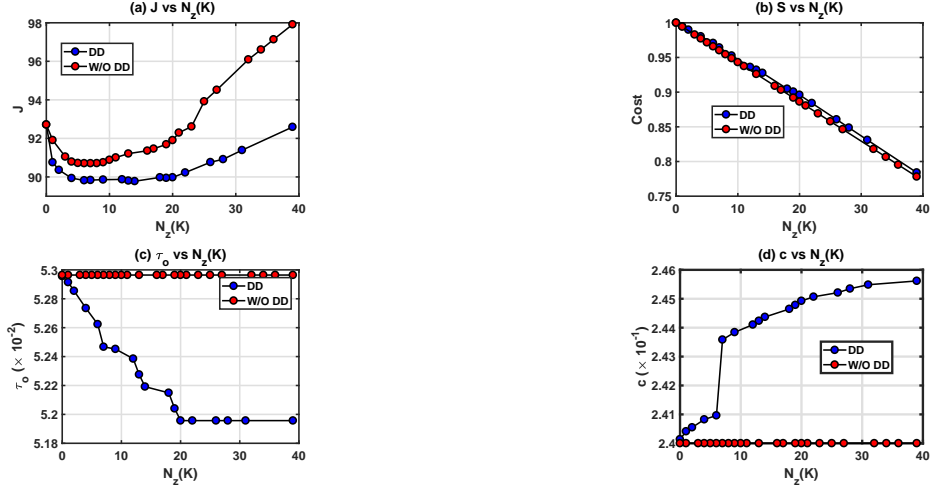 (a) J vs N_z(K)
98
96
94
92
90
J
0 10 20 30 40
N_z(K)
DD
W/O DD
(b) S vs N_z(K)
1
0.95
0.9
0.85
0.8
0.75
Cost
0 10 20 30 40
N_z(K)
DD
W/O DD
(c) τ_o vs N_z(K)
5.3
5.28
5.26
5.24
5.22
5.2
5.18
τ_o (× 10^-2)
0 10 20 30 40
N_z(K)
DD
W/O DD
(d) c vs N_z(K)
2.46
2.45
2.44
2.43
2.42
2.41
2.4
c (× 10^-1)
0 10 20 30 40
N_z(K)
DD
W/O DD